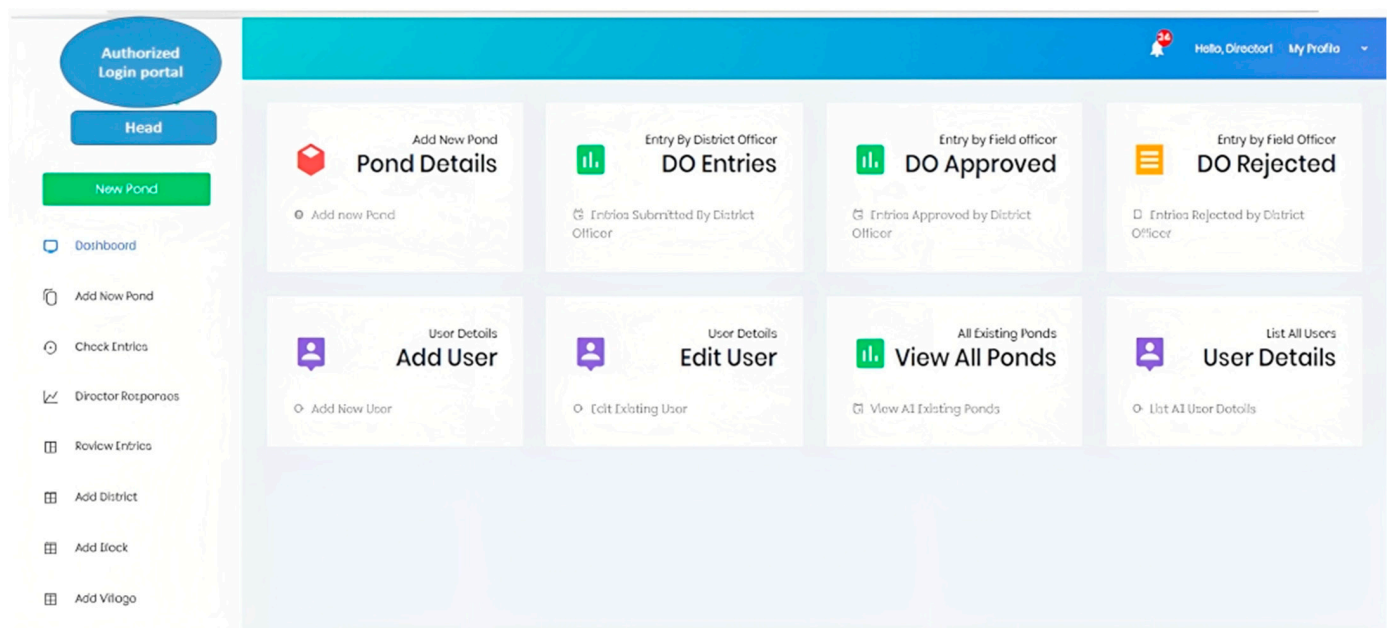 Authorized
Login portal
Head
New Pond
Dashboard
Add New Pond
Check Entries
Director Responses
Review Entries
Add District
Add Block
Add Village
34
Hello, Director! My Profile
Add New Pond
Pond Details
Add new Pond
Entry By District Officer
DO Entries
Entries Submitted By District
Officer
Entry by Field officer
DO Approved
Entries Approved by District
Officer
Entry by Field Officer
DO Rejected
Entries Rejected by District
Officer
User Details
Add User
Add New User
User Details
Edit User
Edit Existing User
All Existing Ponds
View All Ponds
View All Existing Ponds
List All Users
User Details
List All User Details